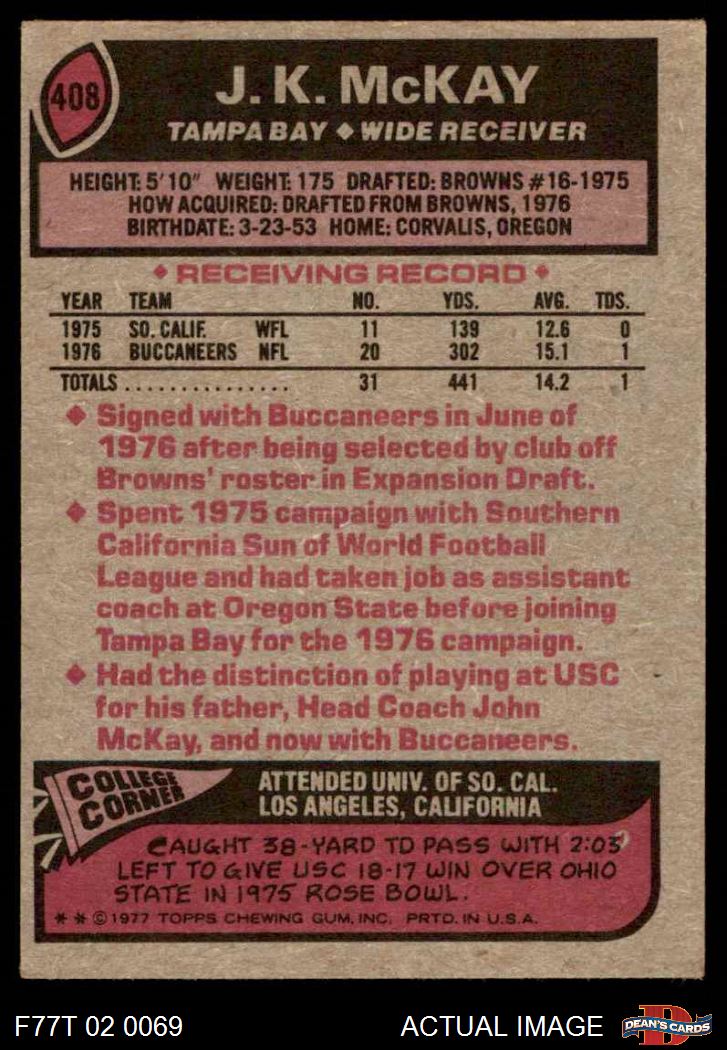 408
J. K. McKAY
TAMPA BAY ◆ WIDE RECEIVER
HEIGHT: 5'10" WEIGHT: 175 DRAFTED: BROWNS #16-1975
HOW ACQUIRED: DRAFTED FROM BROWNS, 1976
BIRTHDATE: 3-23-53 HOME: CORVALIS, OREGON
◆ RECEIVING RECORD ◆
YEAR TEAM NO. YDS. AVG. TDS.
1975 SO. CALIF. WFL 11 139 12.6 0
1976 BUCCANEERS NFL 20 302 15.1 1
TOTALS ................ 31 441 14.2 1
◆ Signed with Buccaneers in June of
1976 after being selected by club off
Browns' roster in Expansion Draft.
◆ Spent 1975 campaign with Southern
California Sun of World Football
League and had taken job as assistant
coach at Oregon State before joining
Tampa Bay for the 1976 campaign.
◆ Had the distinction of playing at USC
for his father, Head Coach John
McKay, and now with Buccaneers.
COLLEGE
CORNER
ATTENDED UNIV. OF SO. CAL.
LOS ANGELES, CALIFORNIA
CAUGHT 38-YARD TD PASS WITH 2:03
LEFT TO GIVE USC 18-17 WIN OVER OHIO
STATE IN 1975 ROSE BOWL.
* * © 1977 TOPPS CHEWING GUM, INC. PRTD. IN U.S.A.
F77T 02 0069 ACTUAL IMAGE
D
DEAN'S CARDS